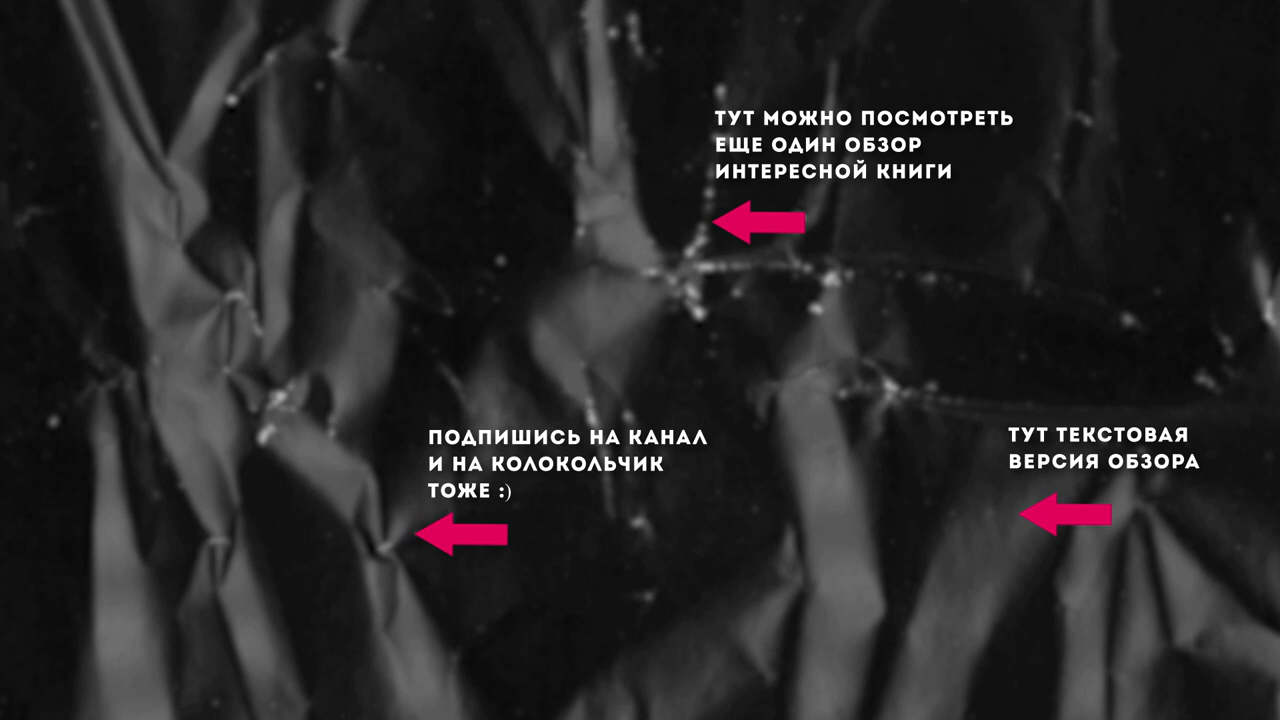 ТУТ МОЖНО ПОСМОТРЕТЬ
ЕЩЕ ОДИН ОБЗОР
ИНТЕРЕСНОЙ КНИГИ
ПОДПИШИСЬ НА КАНАЛ
И НА КОЛОКОЛЬЧИК
ТОЖЕ :)
ТУТ ТЕКСТОВАЯ
ВЕРСИЯ ОБЗОРА